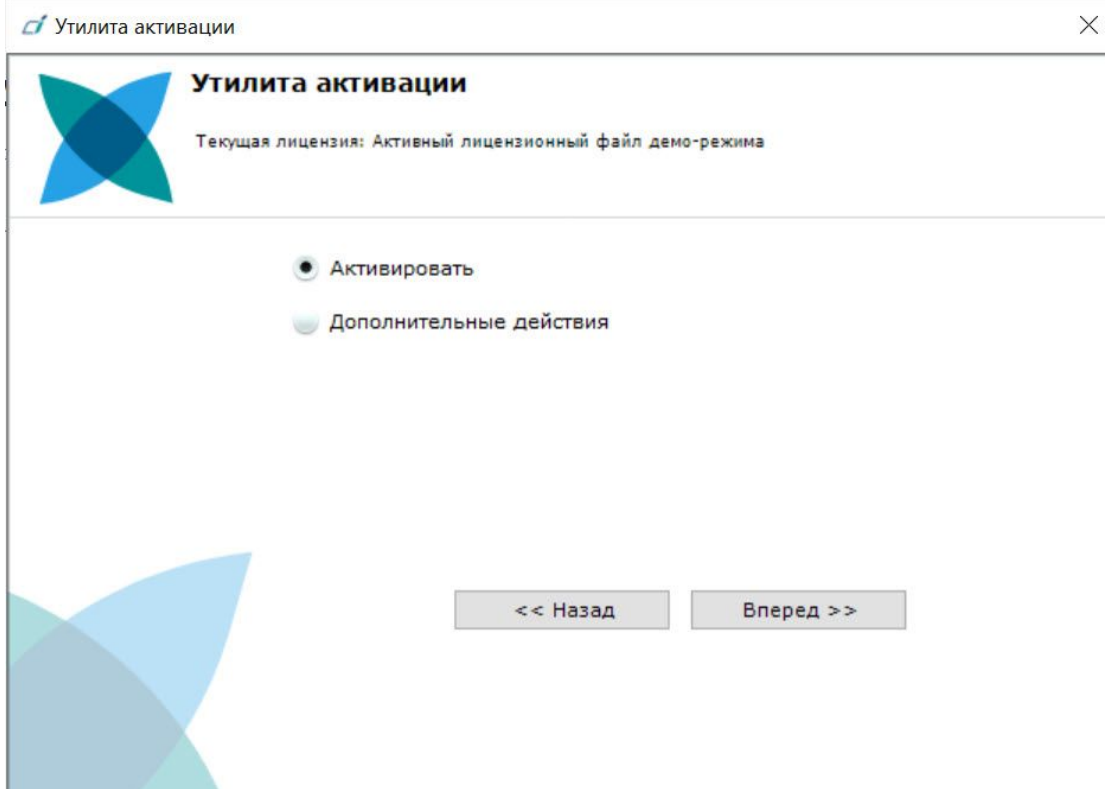 Утилита активации
Утилита активации
Текущая лицензия: Активный лицензионный файл демо-режима
Активировать
Дополнительные действия
<< Назад
Вперед >>